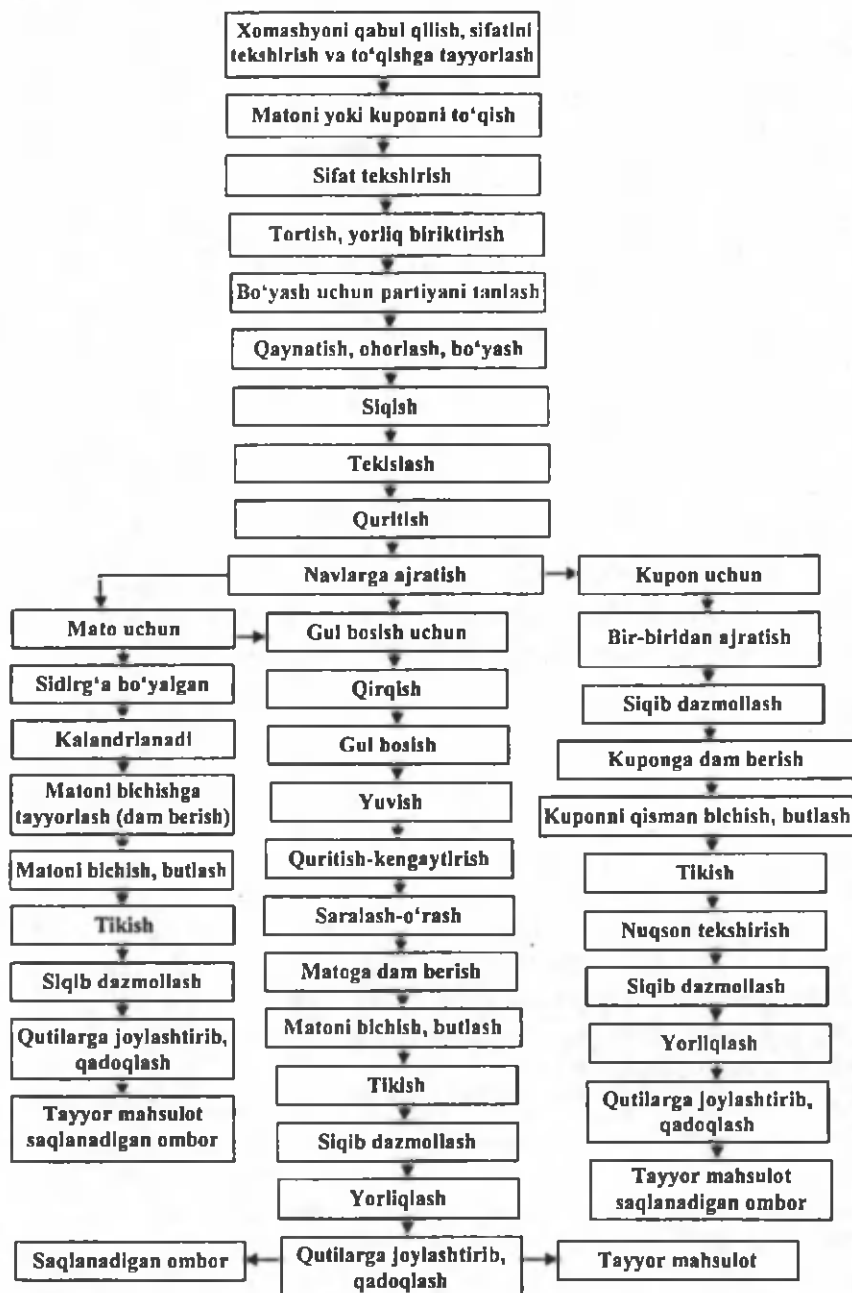 Xomashyoni qabul qilish, sifatini
tekshirish va to‘qishga tayyorlash
Matoni yoki kuponni to‘qish
Sifat tekshirish
Tortish, yorliq biriktirish
Bo‘yash uchun partiyani tanlash
Qaynatish, ohorlash, bo‘yash
Siqish
Tekislash
Quritish
Navlarga ajratish
Kupon uchun
Mato uchun
Gul bosish uchun
Bir-biridan ajratish
Sidirg‘a bo‘yalgan
Qirqish
Siqib dazmollash
Kalandrlanadi
Gul bosish
Kuponga dam berish
Matoni bichishga
tayyorlash (dam berish)
Yuvish
Kuponni qisman bichish, butlash
Matoni bichish, butlash
Quritish-kengaytirish
Tikish
Tikish
Saralash-o‘rash
Nuqson tekshirish
Siqib dazmollash
Matoga dam berish
Siqib dazmollash
Qutilarga joylashtirib,
qadoqlash
Matoni bichish, butlash
Yorliqlash
Tayyor mahsulot
saqlanadigan ombor
Tikish
Qutilarga joylashtirib,
qadoqlash
Siqib dazmollash
Tayyor mahsulot
saqlanadigan ombor
Yorliqlash
Saqlanadigan ombor
Qutilarga joylashtirib,
qadoqlash
Tayyor mahsulot